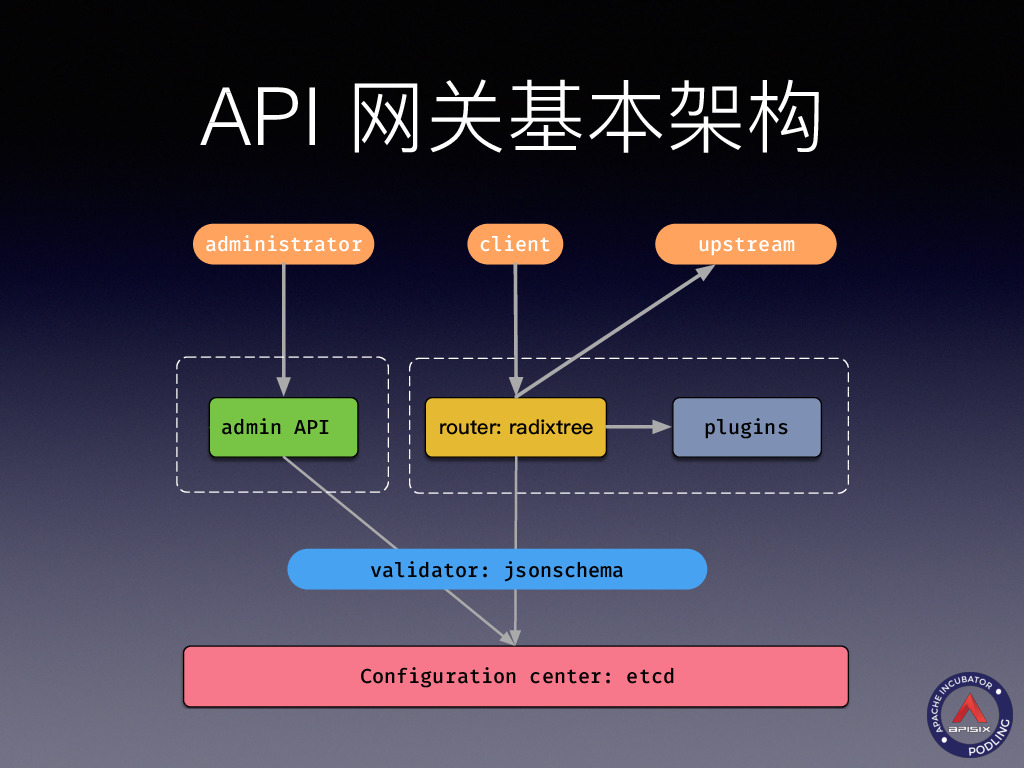 API 网关基本架构
administrator
client
upstream
admin API
router: radixtree
plugins
validator: jsonschema
Configuration center: etcd
APACHE INCUBATOR
APISIX
PODLING